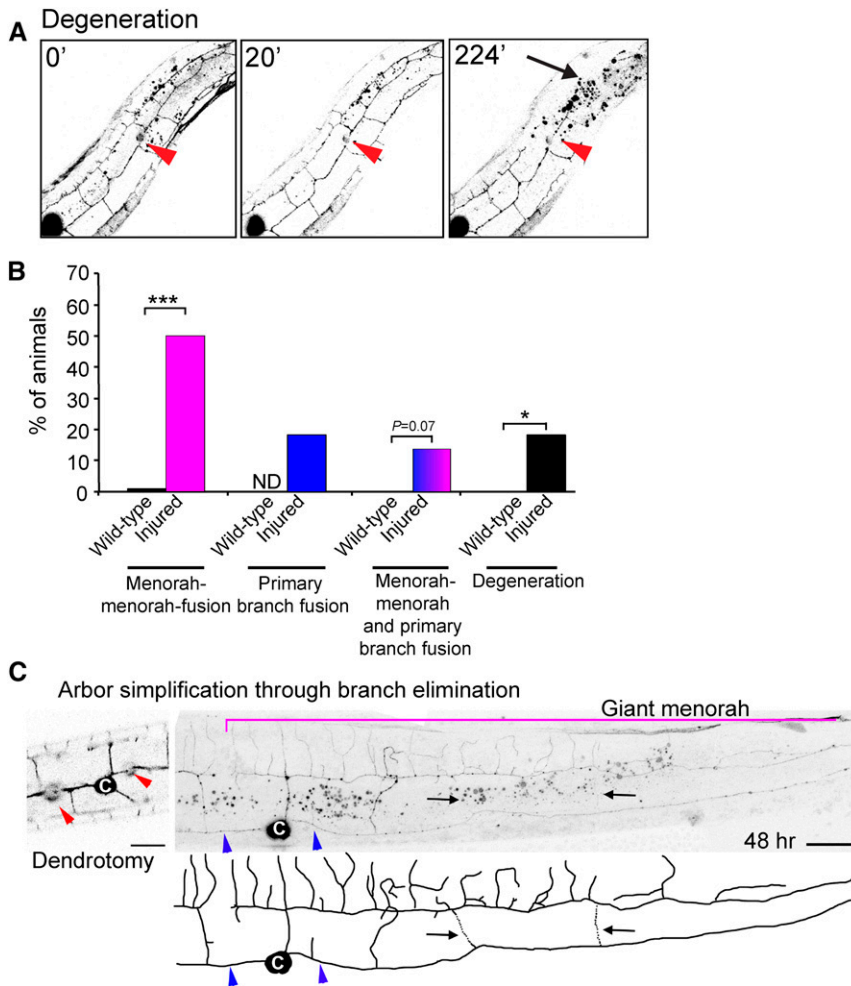 A
Degeneration
0'
20'
224'
B
% of animals
70
60
50
40
30
20
10
0
***
ND
P=0.07
*
Wild-type
Injured
Wild-type
Injured
Wild-type
Injured
Wild-type
Injured
Menorah-
menorah-fusion
Primary
branch fusion
Menorah-
menorah
and primary
branch fusion
Degeneration
C
Arbor simplification through branch elimination
Giant menorah
C
C
48 hr
Dendrotomy
C